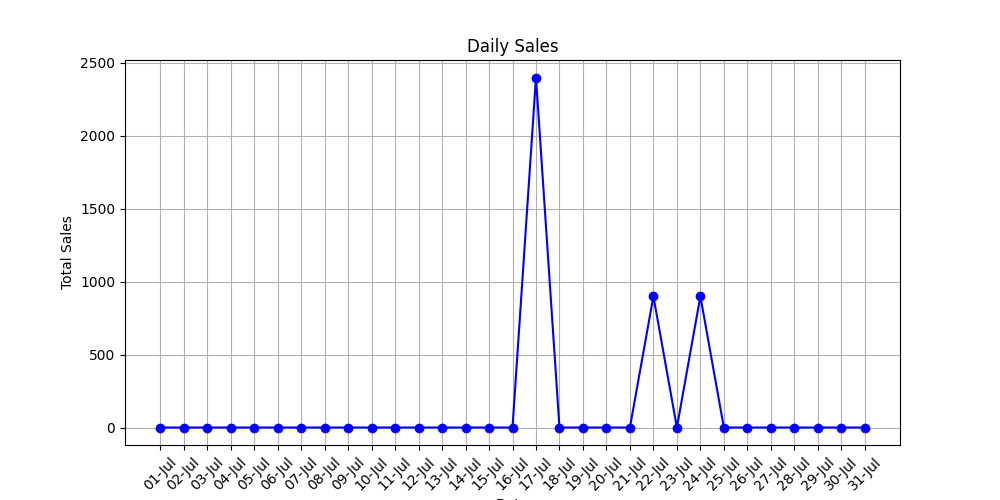 Daily Sales
2500
2000
1500
1000
500
0
Total Sales
01-Jul
02-Jul
03-Jul
04-Jul
05-Jul
06-Jul
07-Jul
08-Jul
09-Jul
10-Jul
11-Jul
12-Jul
13-Jul
14-Jul
15-Jul
16-Jul
17-Jul
18-Jul
19-Jul
20-Jul
21-Jul
22-Jul
23-Jul
24-Jul
25-Jul
26-Jul
27-Jul
28-Jul
29-Jul
30-Jul
31-Jul